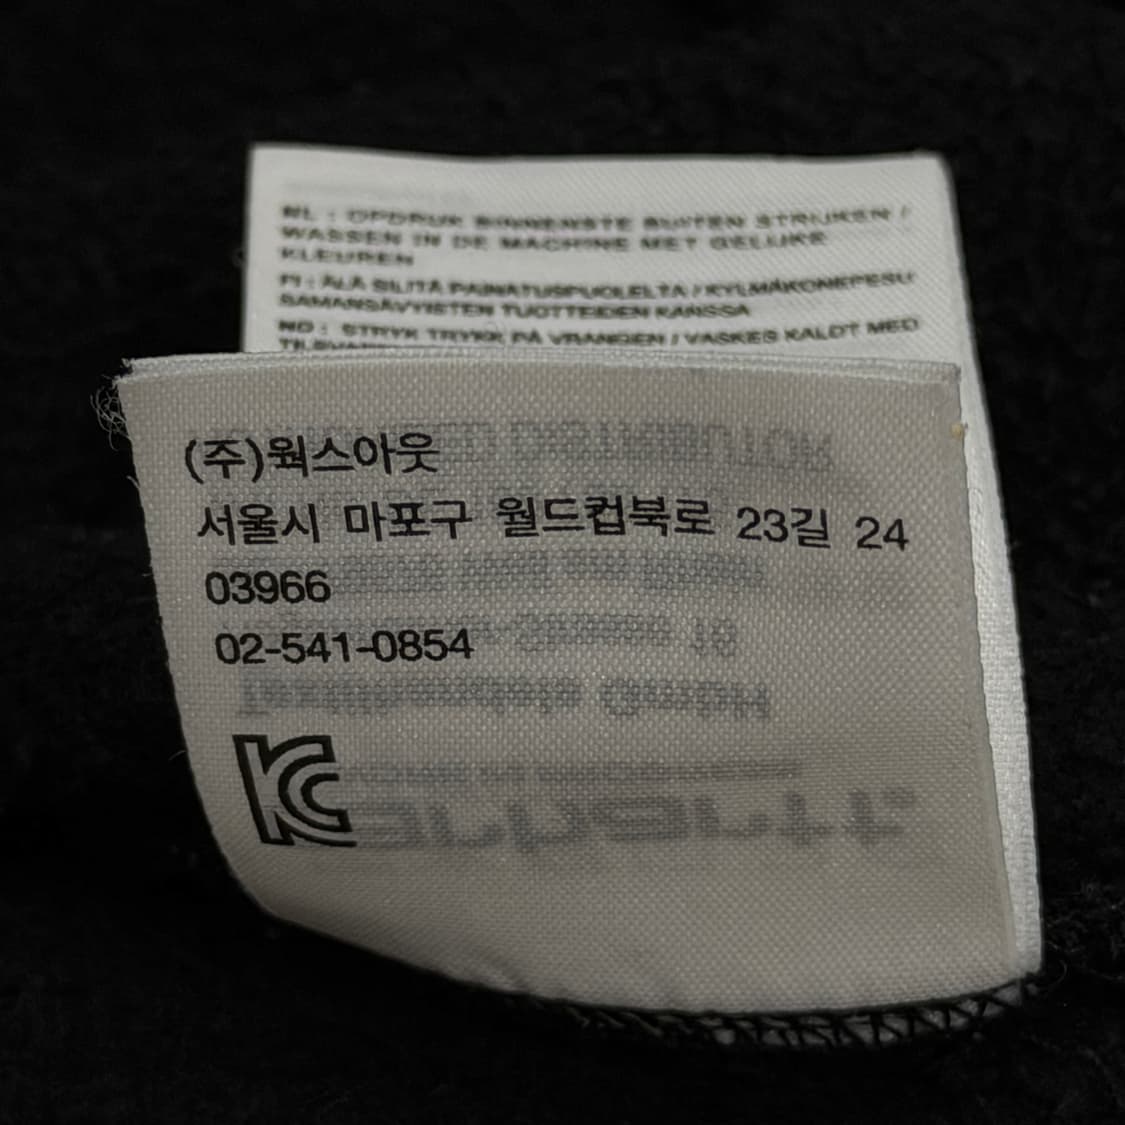 NL : OPDRUK BINNENSTE BUITEN STRIJKEN /
WASSEN IN DE MACHINE MET GELIJKE
KLEUREN
FI : ÄLÄ SILITÄ PAINATUSPUOLELTA / KYLMÄKONEPESU
SAMANSÄVYISTEN TUOTTEIDEN KANSSA
NO : STRYK TRYKK PÅ VRANGEN / VASKES KALDT MED
(주)웍스아웃
서울시 마포구 월드컵북로 23길 24
03966
02-541-0854